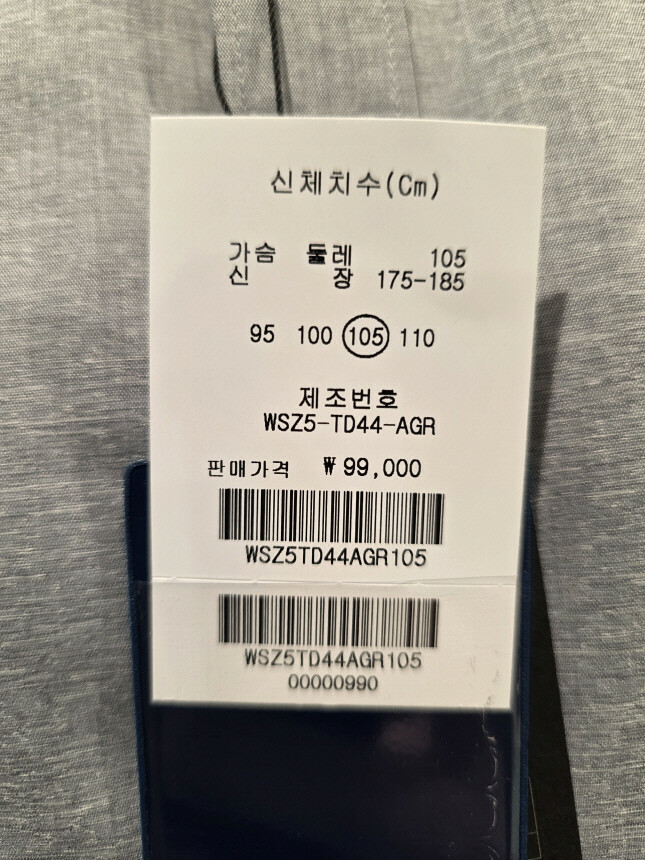 신체치수(Cm)
가슴 둘레 105
신 장 175-185
95 100 105 110
제조번호
WSZ5-TD44-AGR
판매가격 ₩99,000
WSZ5TD44AGR105
WSZ5TD44AGR105
00000990